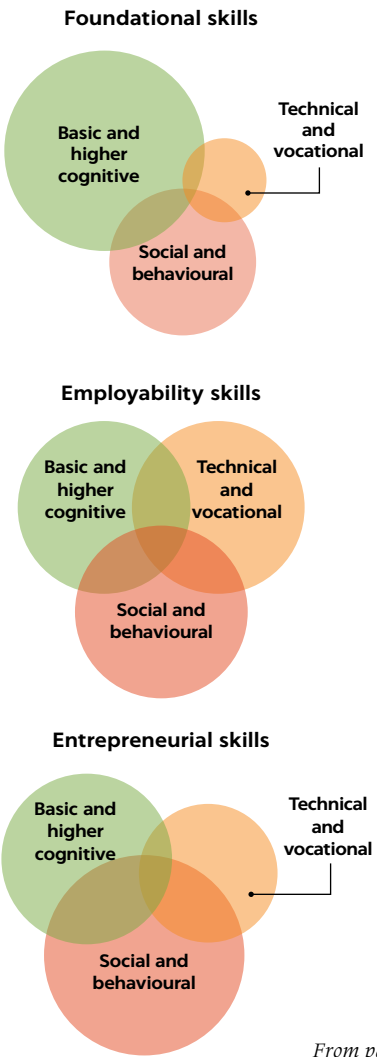 Foundational skills
Basic and
higher
cognitive
Technical
and
vocational
Social and
behavioural
Employability skills
Basic and
higher
cognitive
Technical
and
vocational
Social and
behavioural
Entrepreneurial skills
Basic and
higher
cognitive
Technical
and
vocational
Social and
behavioural
From